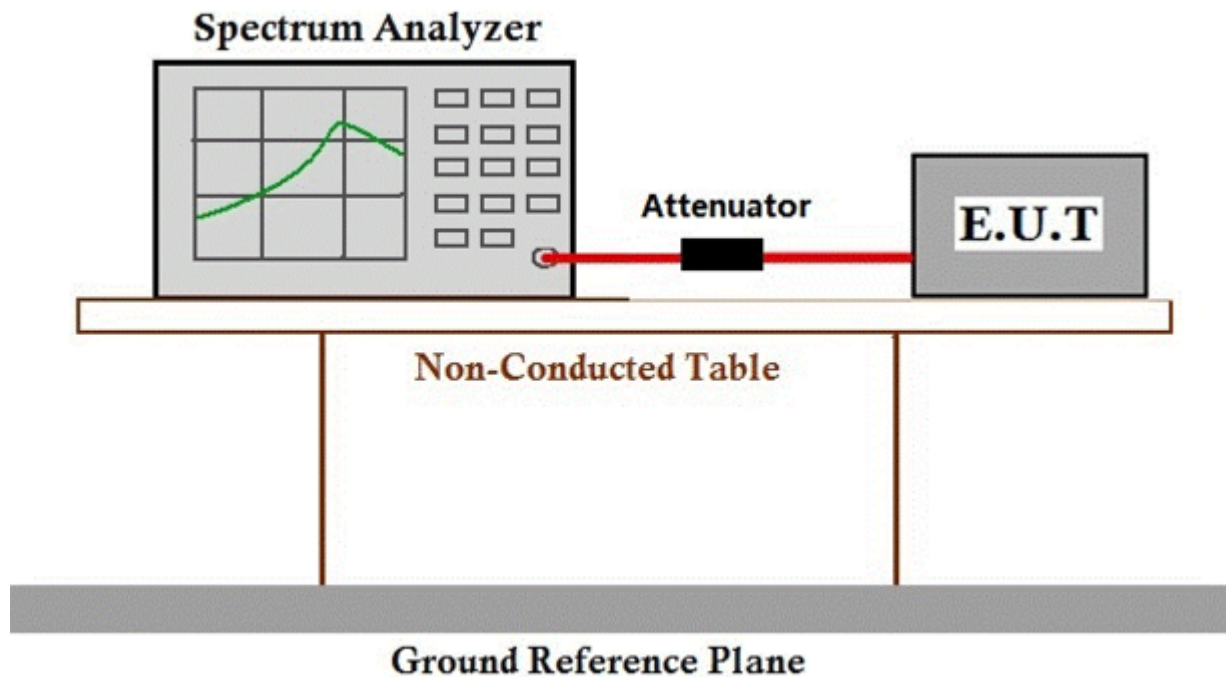 Spectrum Analyzer
Attenuator
E.U.T
Non-Conducted Table
Ground Reference Plane